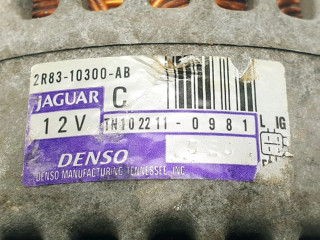 2R83-10300-AB
JAGUAR C
12V TN102211-0981 L IG
DENSO
DENSO MANUFACTURING TENNESSEE, INC.